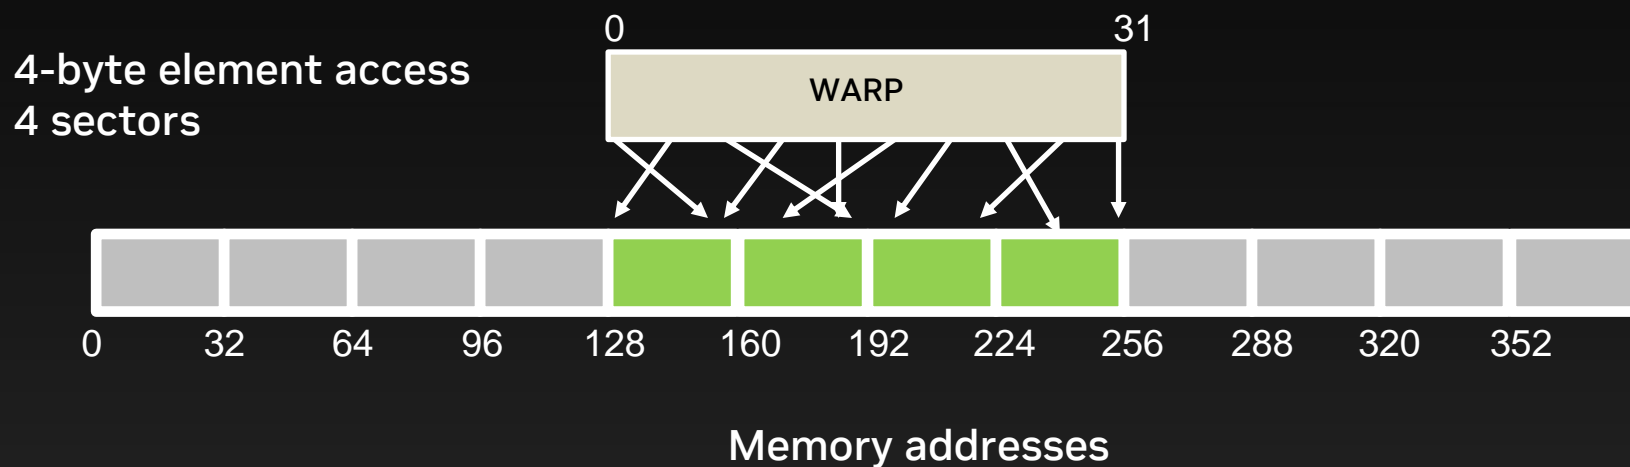 0 31
4-byte element access
4 sectors
WARP
0 32 64 96 128 160 192 224 256 288 320 352
Memory addresses